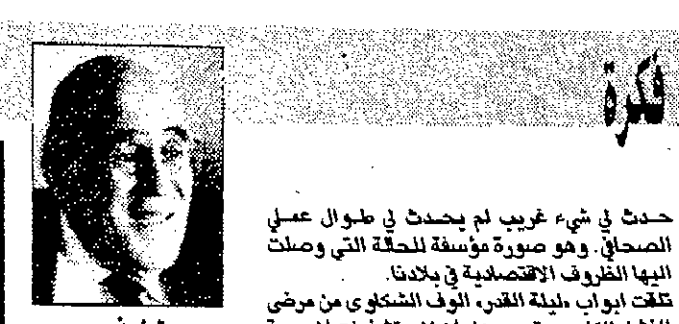 فكرة
حدث لي شيء غريب لم يحدث لي طوال عملي
الصحافي. وهو صورة مؤسفة للحالة التي وصلت
اليها الظروف الاقتصادية في بلادنا.
تلقت ابواب «ليلة القدر» الوف الشكاوى من مرضى